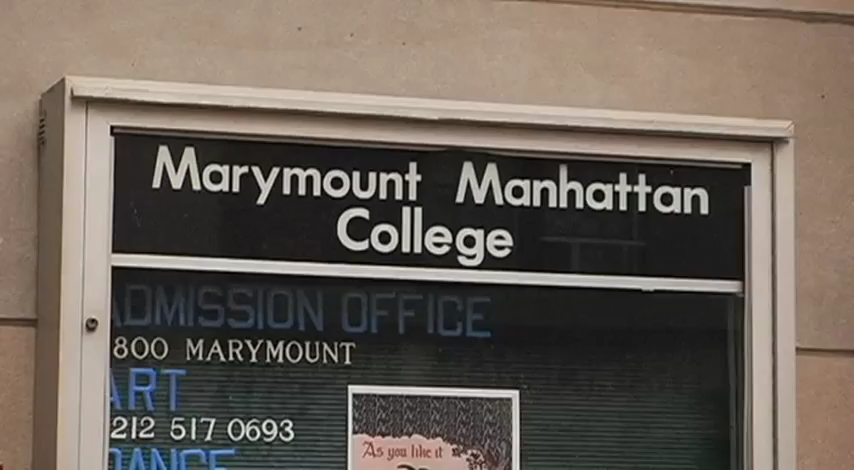 Marymount Manhattan
College
ADMISSION OFFICE
800 MARYMOUNT
ART
212 517 0693
DANCE
As you like it